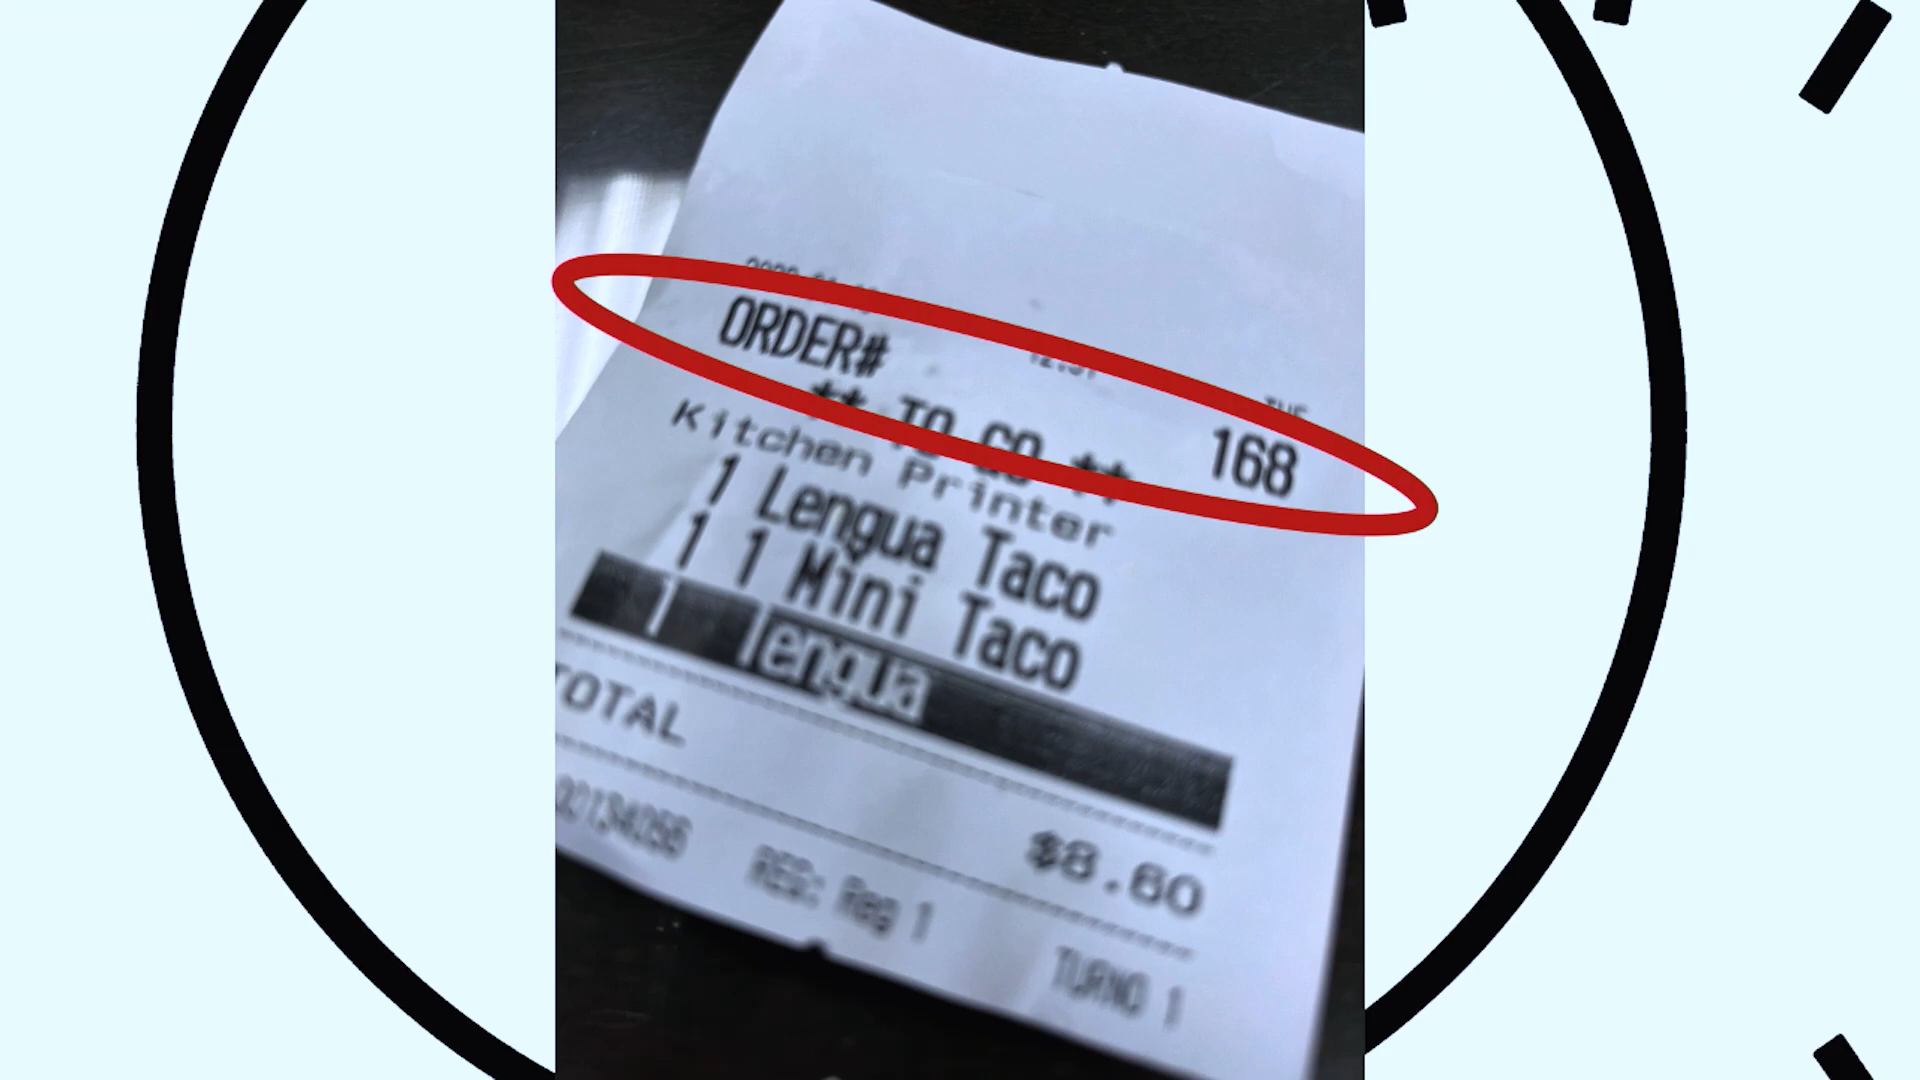 ORDER# 168
** TO GO **
Kitchen Printer
1 Lengua Taco
1 1 Mini Taco
1 lengua
TOTAL $8.60
REG: Reg 1 TURNO 1